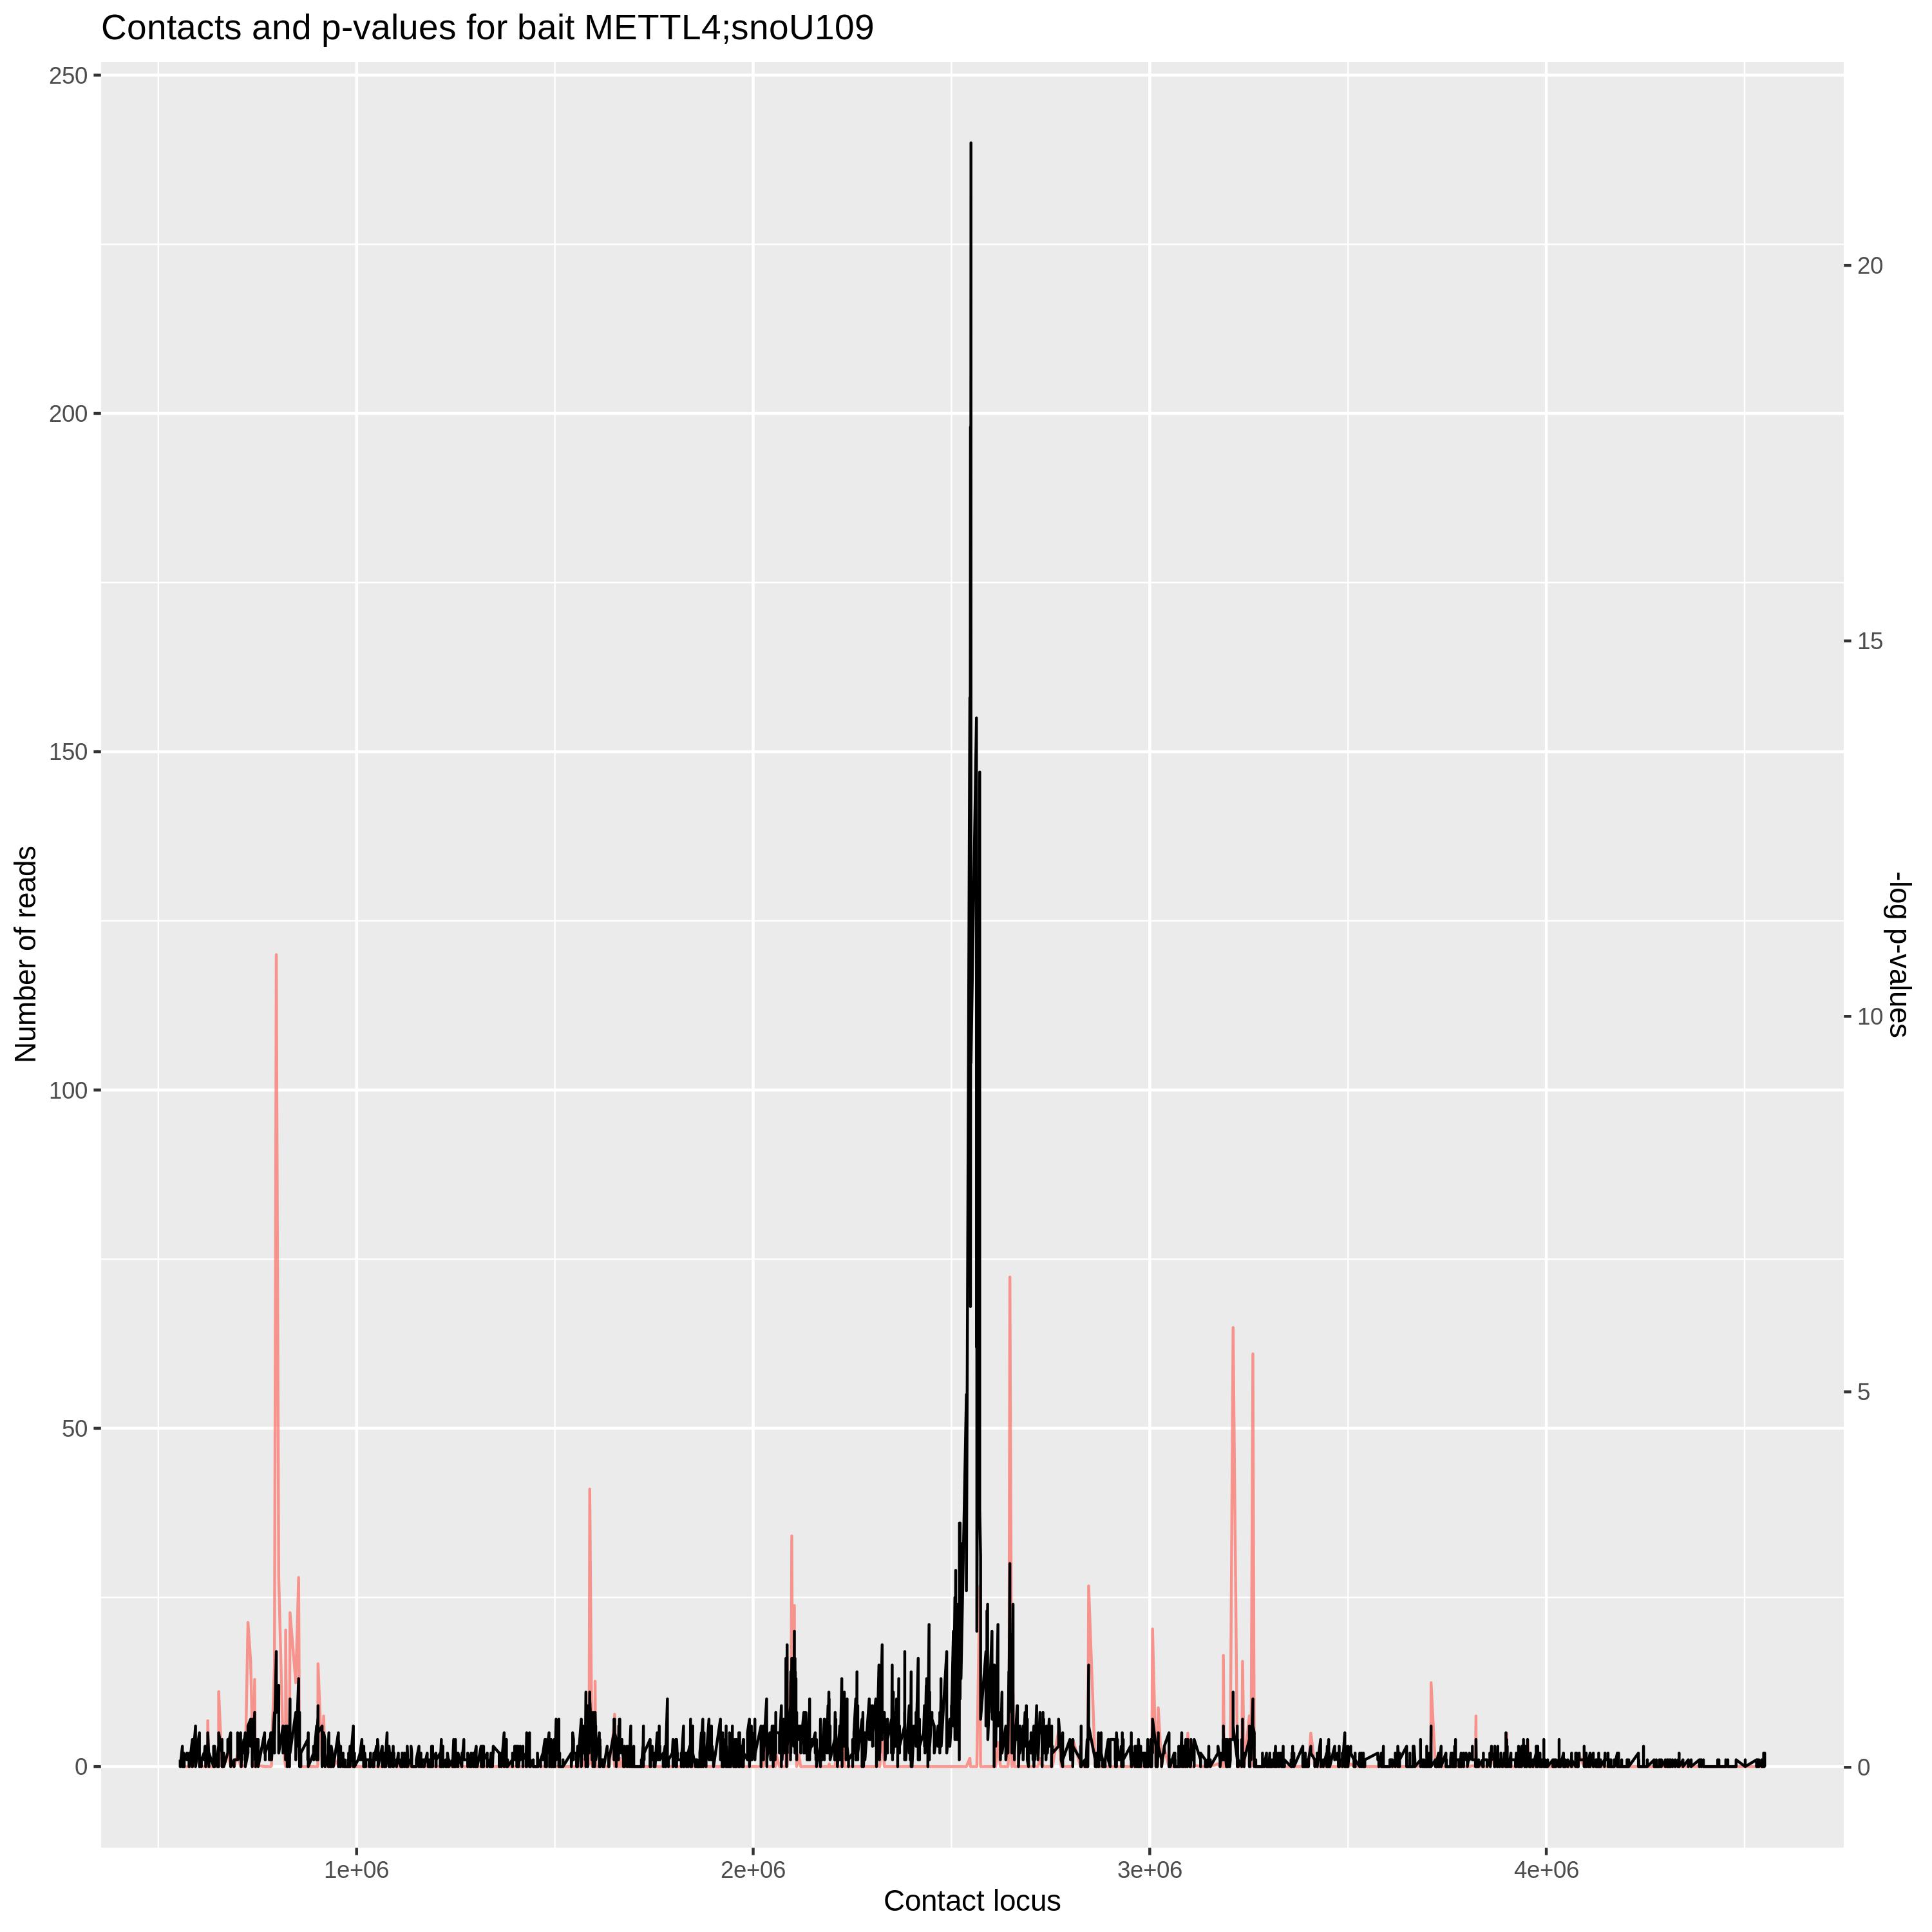 Contacts and p-values for bait METTL4;snoU109
250
200
150
100
50
0
Number of reads
20
15
10
5
0
-log p-values
1e+06
2e+06
3e+06
4e+06
Contact locus